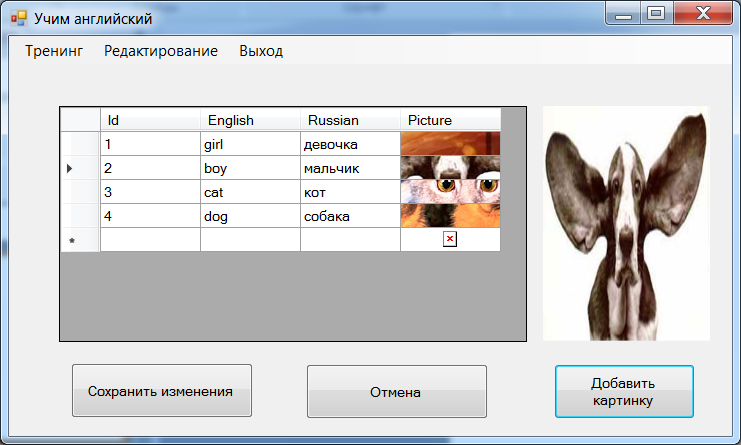 Учим английский
Тренинг Редактирование Выход
Id English Russian Picture
1 girl девочка
2 boy мальчик
3 cat кот
4 dog собака
*
Сохранить изменения
Отмена
Добавить
картинку